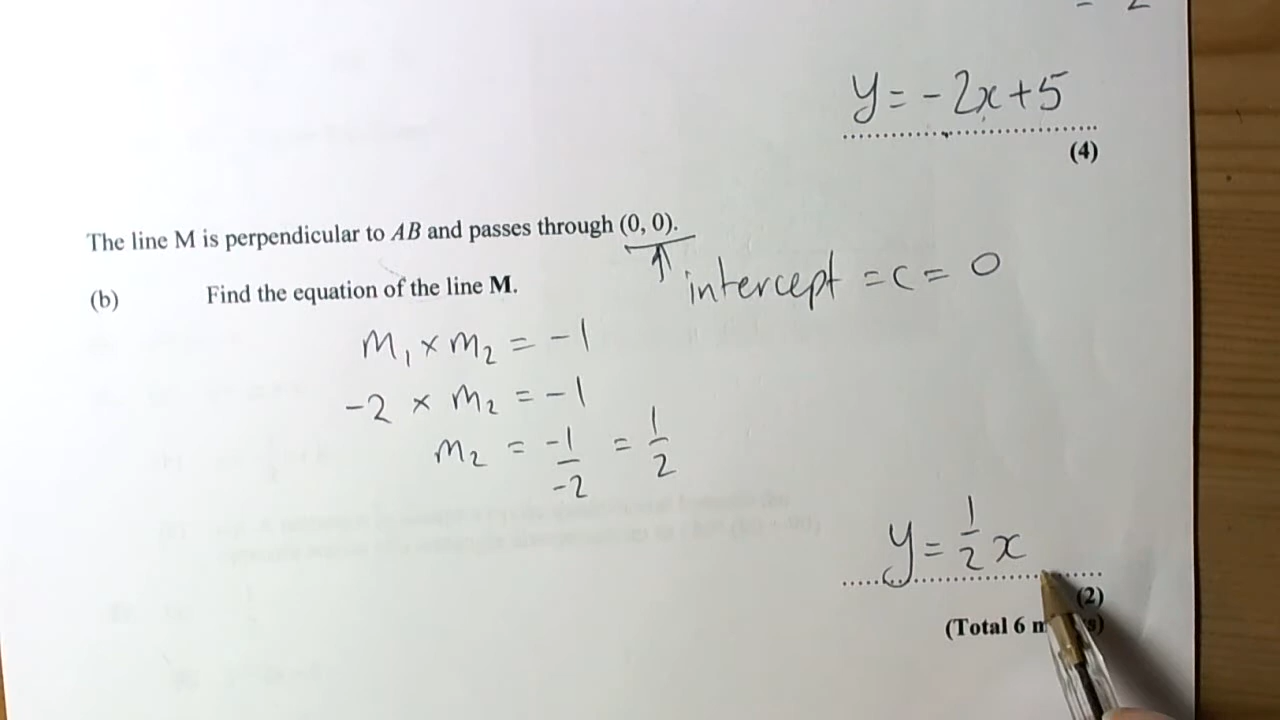 y = -2x+5
(4)
The line M is perpendicular to AB and passes through (0, 0).
intercept = c = 0
(b) Find the equation of the line M.
m₁ × m₂ = -1
-2 × m₂ = -1
m₂ = -1/-2 = 1/2
y = 1/2 x
(2)
(Total 6 m